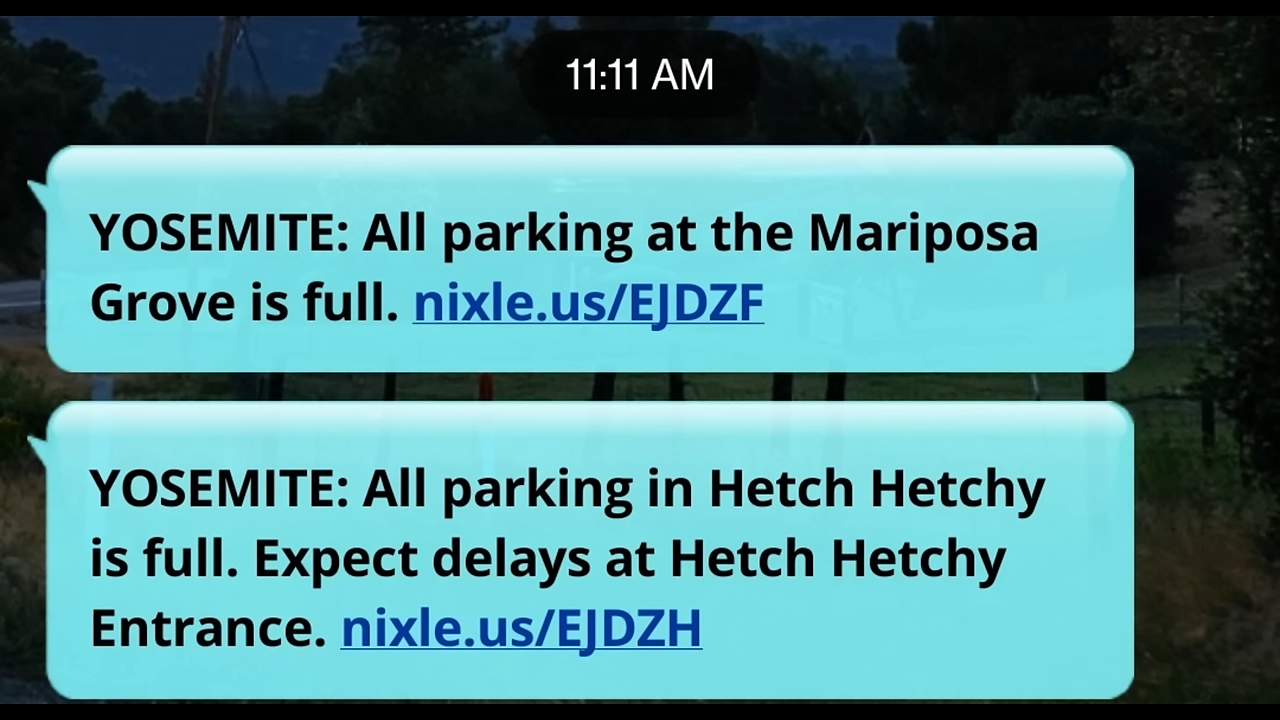 11:11 AM
YOSEMITE: All parking at the Mariposa
Grove is full. nixle.us/EJDZF
YOSEMITE: All parking in Hetch Hetchy
is full. Expect delays at Hetch Hetchy
Entrance. nixle.us/EJDZH